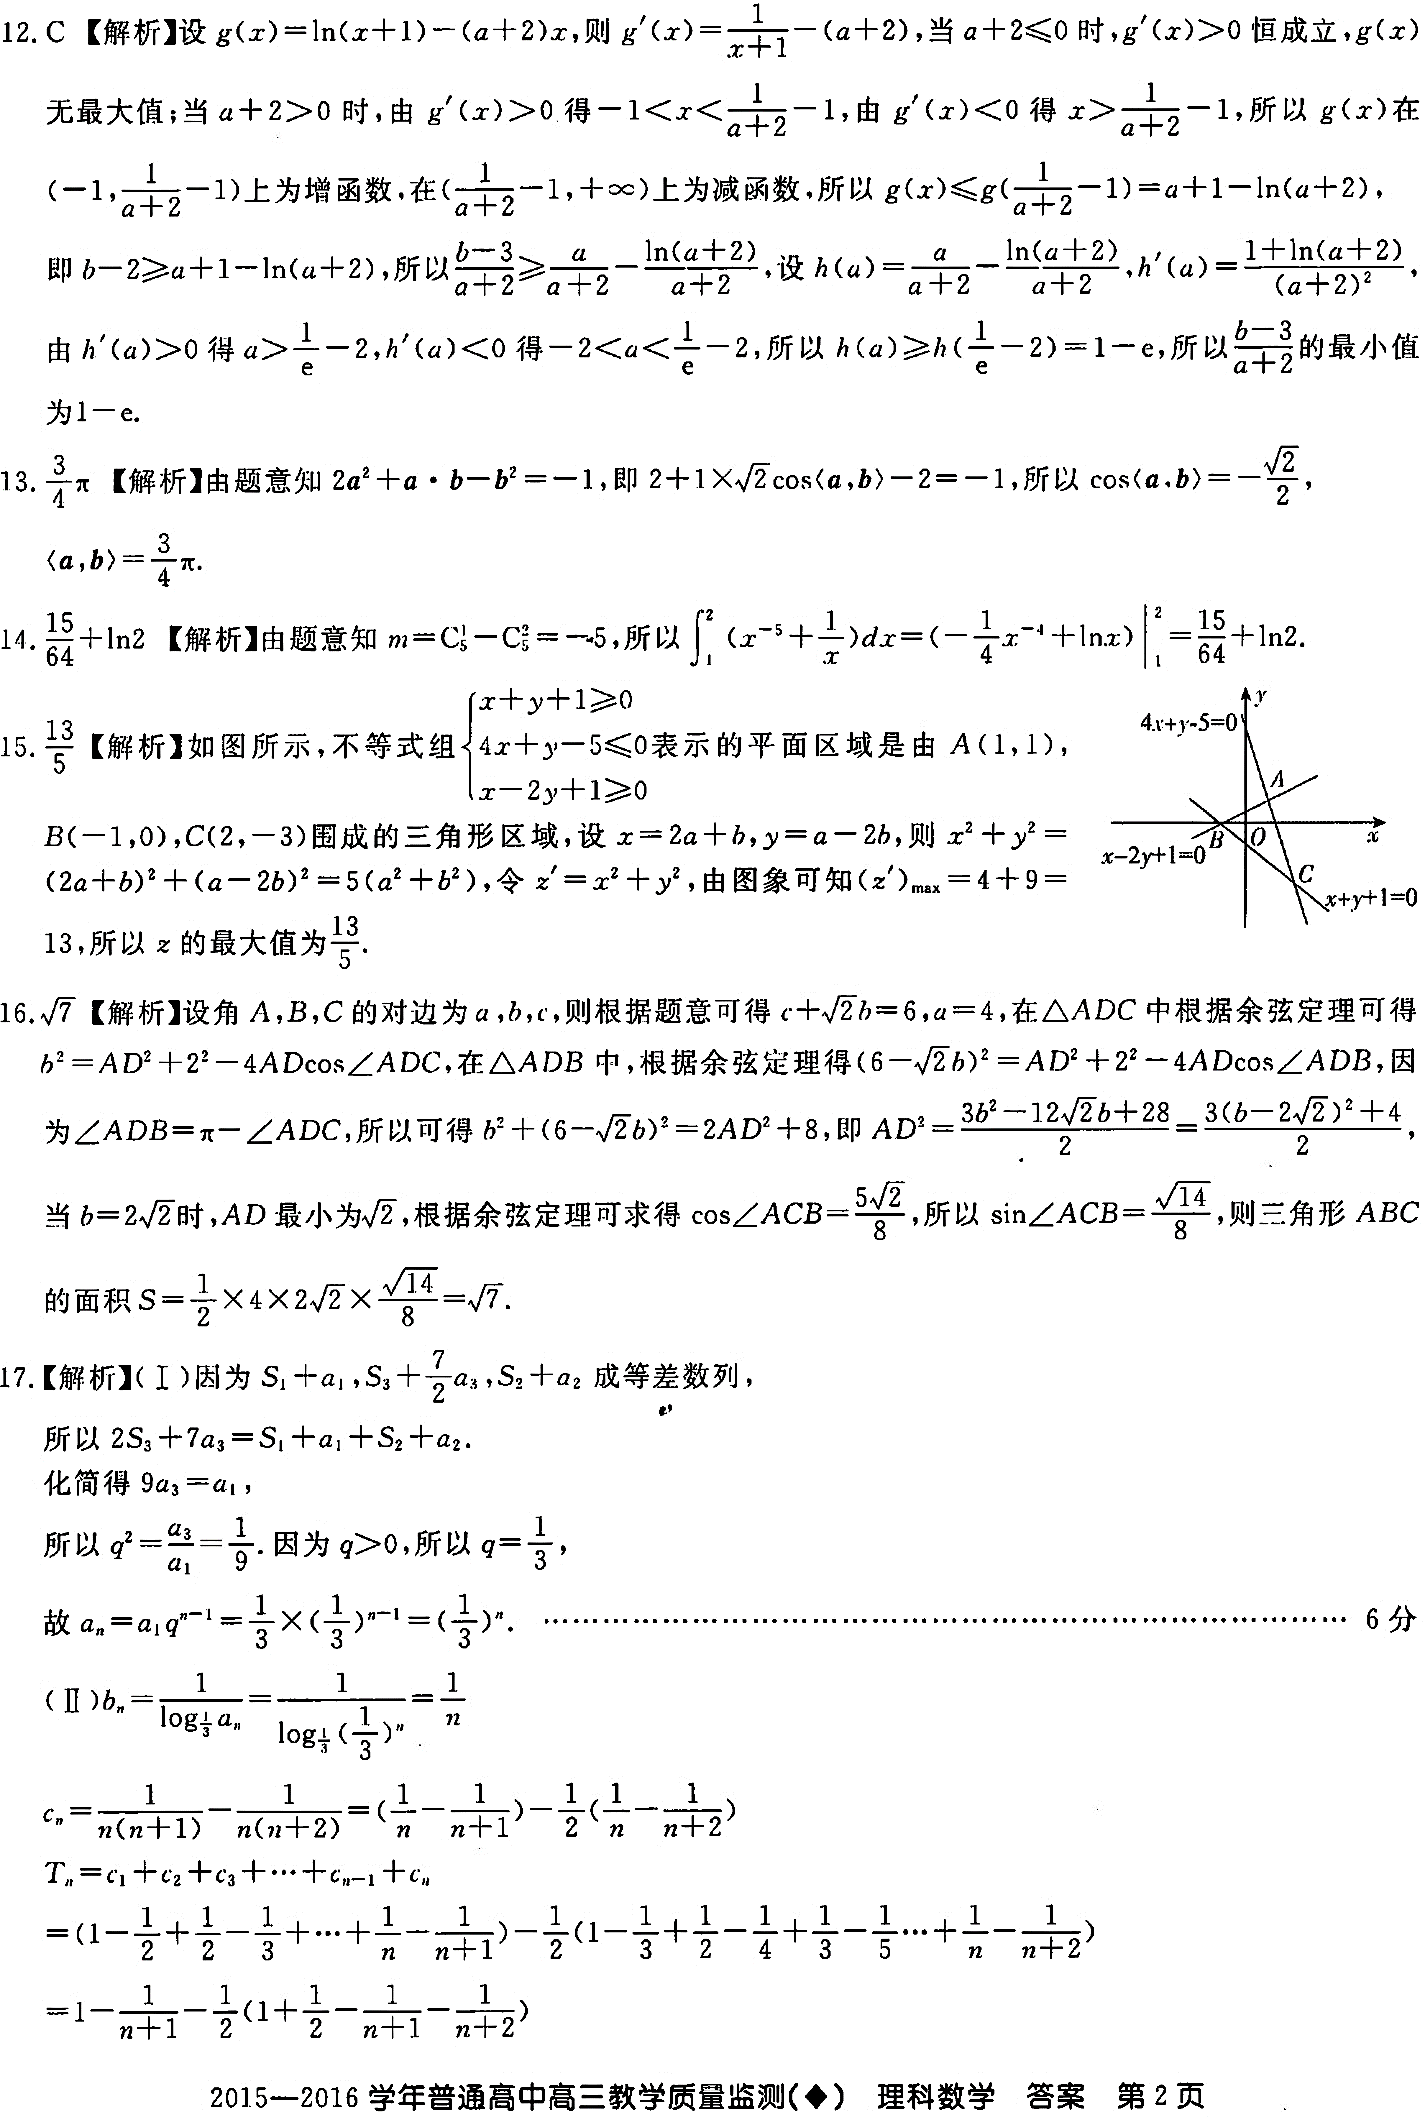 12. C 【解析】设 g(x)=ln(x+1)-(a+2)x,则 g′(x)=1/(x+1)-(a+2),当 a+2≤0 时,g′(x)>0 恒成立,g(x)
无最大值;当 a+2>0 时,由 g′(x)>0 得-1<x<1/(a+2)-1,由 g′(x)<0 得 x>1/(a+2)-1,所以 g(x)在
(-1,1/(a+2)-1)上为增函数,在(1/(a+2)-1,+∞)上为减函数,所以 g(x)≤g(1/(a+2)-1)=a+1-ln(a+2),
即 b-2≥a+1-ln(a+2),所以(b-3)/(a+2)≥a/(a+2)-ln(a+2)/(a+2),设 h(a)=a/(a+2)-ln(a+2)/(a+2),h′(a)=(1+ln(a+2))/(a+2)²,
由 h′(a)>0 得 a>1/e-2,h′(a)<0 得-2<a<1/e-2,所以 h(a)≥h(1/e-2)=1-e,所以(b-3)/(a+2)的最小值
为1-e.
13. 3/4π 【解析】由题意知 2a²+a·b-b²=-1,即 2+1×√2cos⟨a,b⟩-2=-1,所以 cos⟨a,b⟩=-√2/2,
⟨a,b⟩=3/4π.
14. 15/64+ln2 【解析】由题意知 m=C₅¹-C₅²=-5,所以∫₁²(x⁻⁵+1/x)dx=(-1/4x⁻⁴+lnx)|₁²=15/64+ln2.
15. 13/5 【解析】如图所示,不等式组{x+y+1≥0 4x+y-5≤0 x-2y+1≥0 表示的平面区域是由 A(1,1),
B(-1,0),C(2,-3)围成的三角形区域,设 x=2a+b,y=a-2b,则 x²+y²=
(2a+b)²+(a-2b)²=5(a²+b²),令 z′=x²+y²,由图象可知(z′)max=4+9=
13,所以 z 的最大值为13/5.
4x+y-5=0
y
A
B
O
x
x-2y+1=0
C
x+y+1=0
16. √7 【解析】设角 A,B,C 的对边为 a,b,c,则根据题意可得 c+√2b=6,a=4,在△ADC 中根据余弦定理可得
b²=AD²+2²-4ADcos∠ADC,在△ADB 中,根据余弦定理得(6-√2b)²=AD²+2²-4ADcos∠ADB,因
为∠ADB=π-∠ADC,所以可得 b²+(6-√2b)²=2AD²+8,即 AD²=(3b²-12√2b+28)/2=(3(b-2√2)²+4)/2,
当 b=2√2时,AD 最小为√2,根据余弦定理可求得 cos∠ACB=5√2/8,所以 sin∠ACB=√14/8,则三角形 ABC
的面积 S=1/2×4×2√2×√14/8=√7.
17.【解析】(Ⅰ)因为 S₁+a₁,S₃+7/2a₃,S₂+a₂ 成等差数列,
所以 2S₃+7a₃=S₁+a₁+S₂+a₂.
化简得 9a₃=a₁,
所以 q²=a₃/a₁=1/9.因为 q>0,所以 q=1/3,
故 aₙ=a₁qⁿ⁻¹=1/3×(1/3)ⁿ⁻¹=(1/3)ⁿ. …………………………………………………………………… 6 分
(Ⅱ)bₙ=1/(log_{1/3}aₙ)=1/(log_{1/3}(1/3)ⁿ)=1/n
cₙ=1/(n(n+1))-1/(n(n+2))=(1/n-1/(n+1))-1/2(1/n-1/(n+2))
Tₙ=c₁+c₂+c₃+…+cₙ₋₁+cₙ
=(1-1/2+1/2-1/3+…+1/n-1/(n+1))-1/2(1-1/3+1/2-1/4+1/3-1/5…+1/n-1/(n+2))
=1-1/(n+1)-1/2(1+1/2-1/(n+1)-1/(n+2))
2015—2016 学年普通高中高三教学质量监测(◆) 理科数学 答案 第 2 页